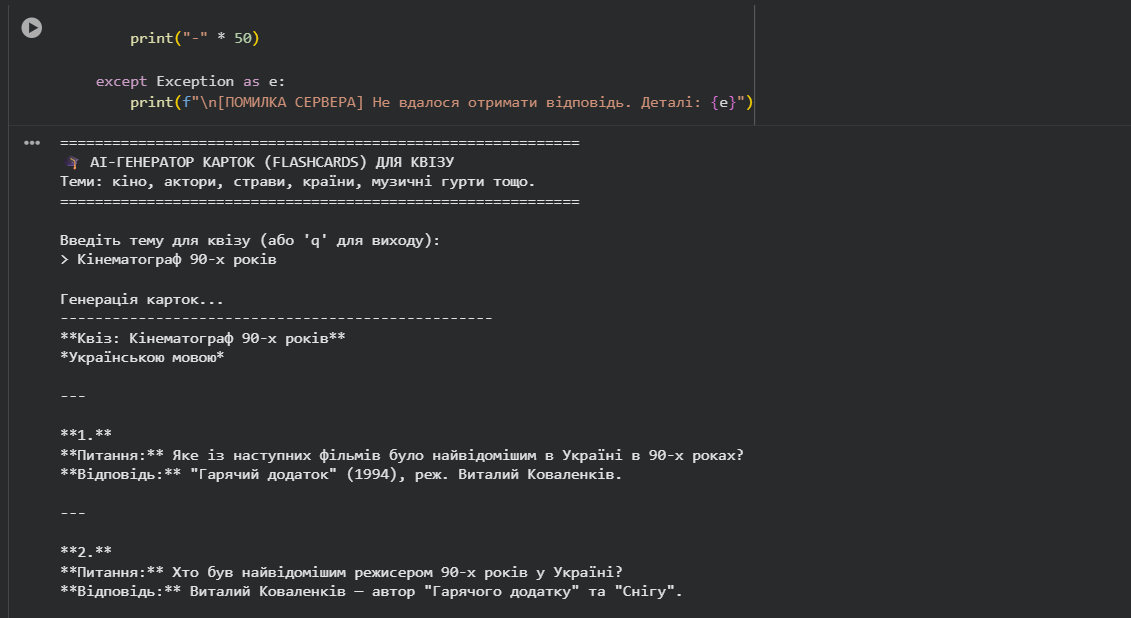 print("-" * 50)
except Exception as e:
print(f"\n[ПОМИЛКА СЕРВЕРА] Не вдалося отримати відповідь. Деталі: {e}")
============================================================
AI-ГЕНЕРАТОР КАРТОК (FLASHCARDS) ДЛЯ КВІЗУ
Теми: кіно, актори, страви, країни, музичні гурти тощо.
============================================================
Введіть тему для квізу (або 'q' для виходу):
> Кінематограф 90-х років
Генерація карток...
--------------------------------------------------
**Квіз: Кінематограф 90-х років**
*Українською мовою*
---
**1.**
**Питання:** Яке із наступних фільмів було найвідомішим в Україні в 90-х роках?
**Відповідь:** "Гарячий додаток" (1994), реж. Виталий Коваленків.
---
**2.**
**Питання:** Хто був найвідомішим режисером 90-х років у Україні?
**Відповідь:** Виталий Коваленків — автор "Гарячого додатку" та "Снігу".